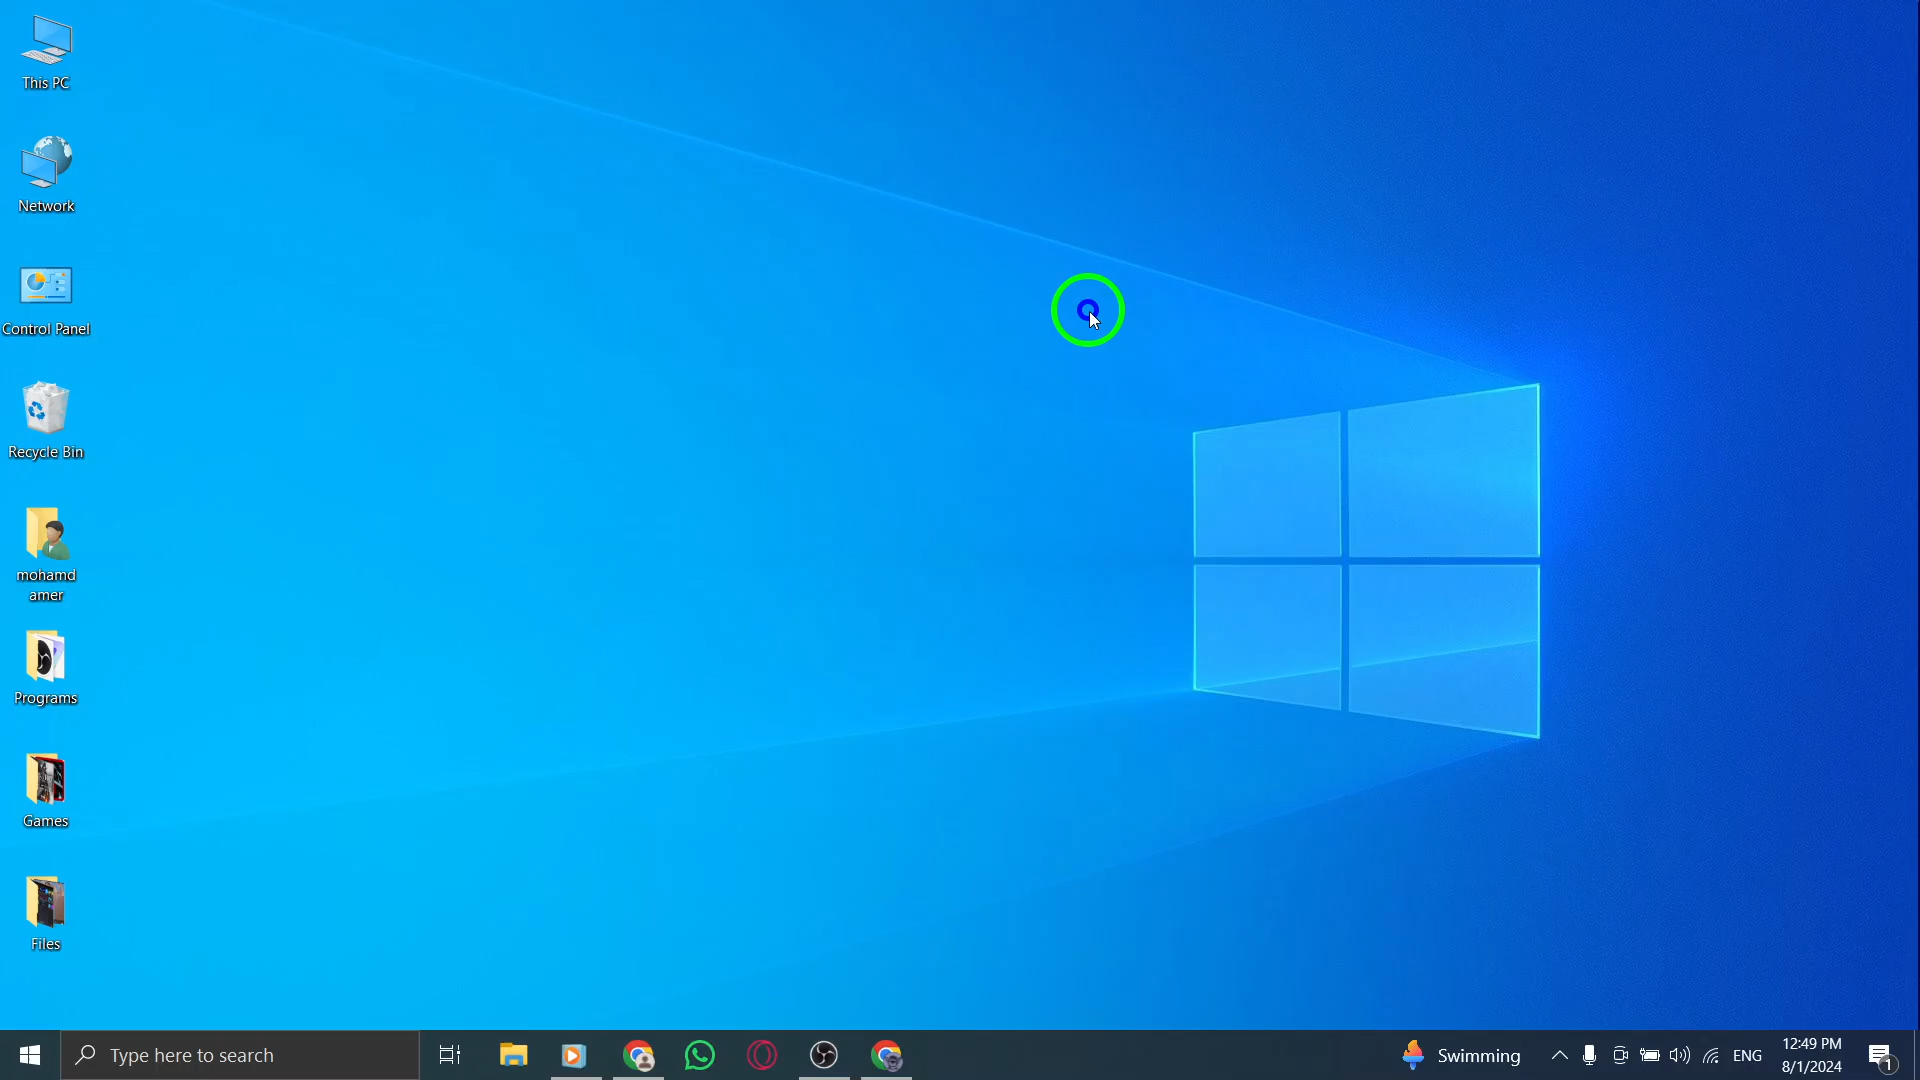 This PC
Network
Control Panel
Recycle Bin
mohamd
amer
Programs
Games
Files
Type here to search
Swimming
ENG
12:49 PM
8/1/2024
1